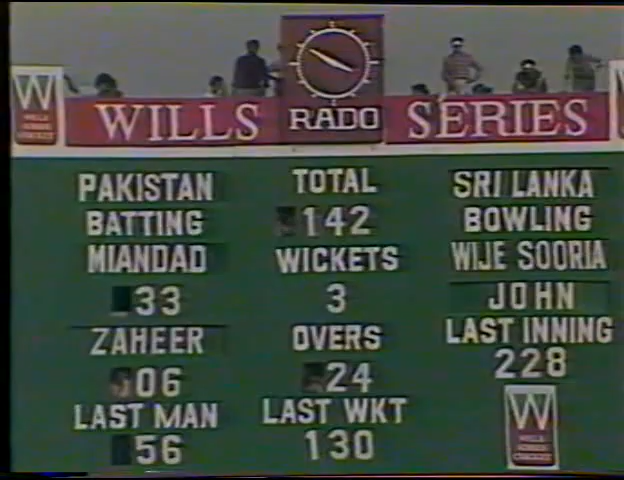 WILLS
RADO
SERIES
W
PAKISTAN
BATTING
MIANDAD
33
ZAHEER
06
LAST MAN
56
TOTAL
142
WICKETS
3
OVERS
24
LAST WKT
130
SRI LANKA
BOWLING
WIJE SOORIA
JOHN
LAST INNING
228
W